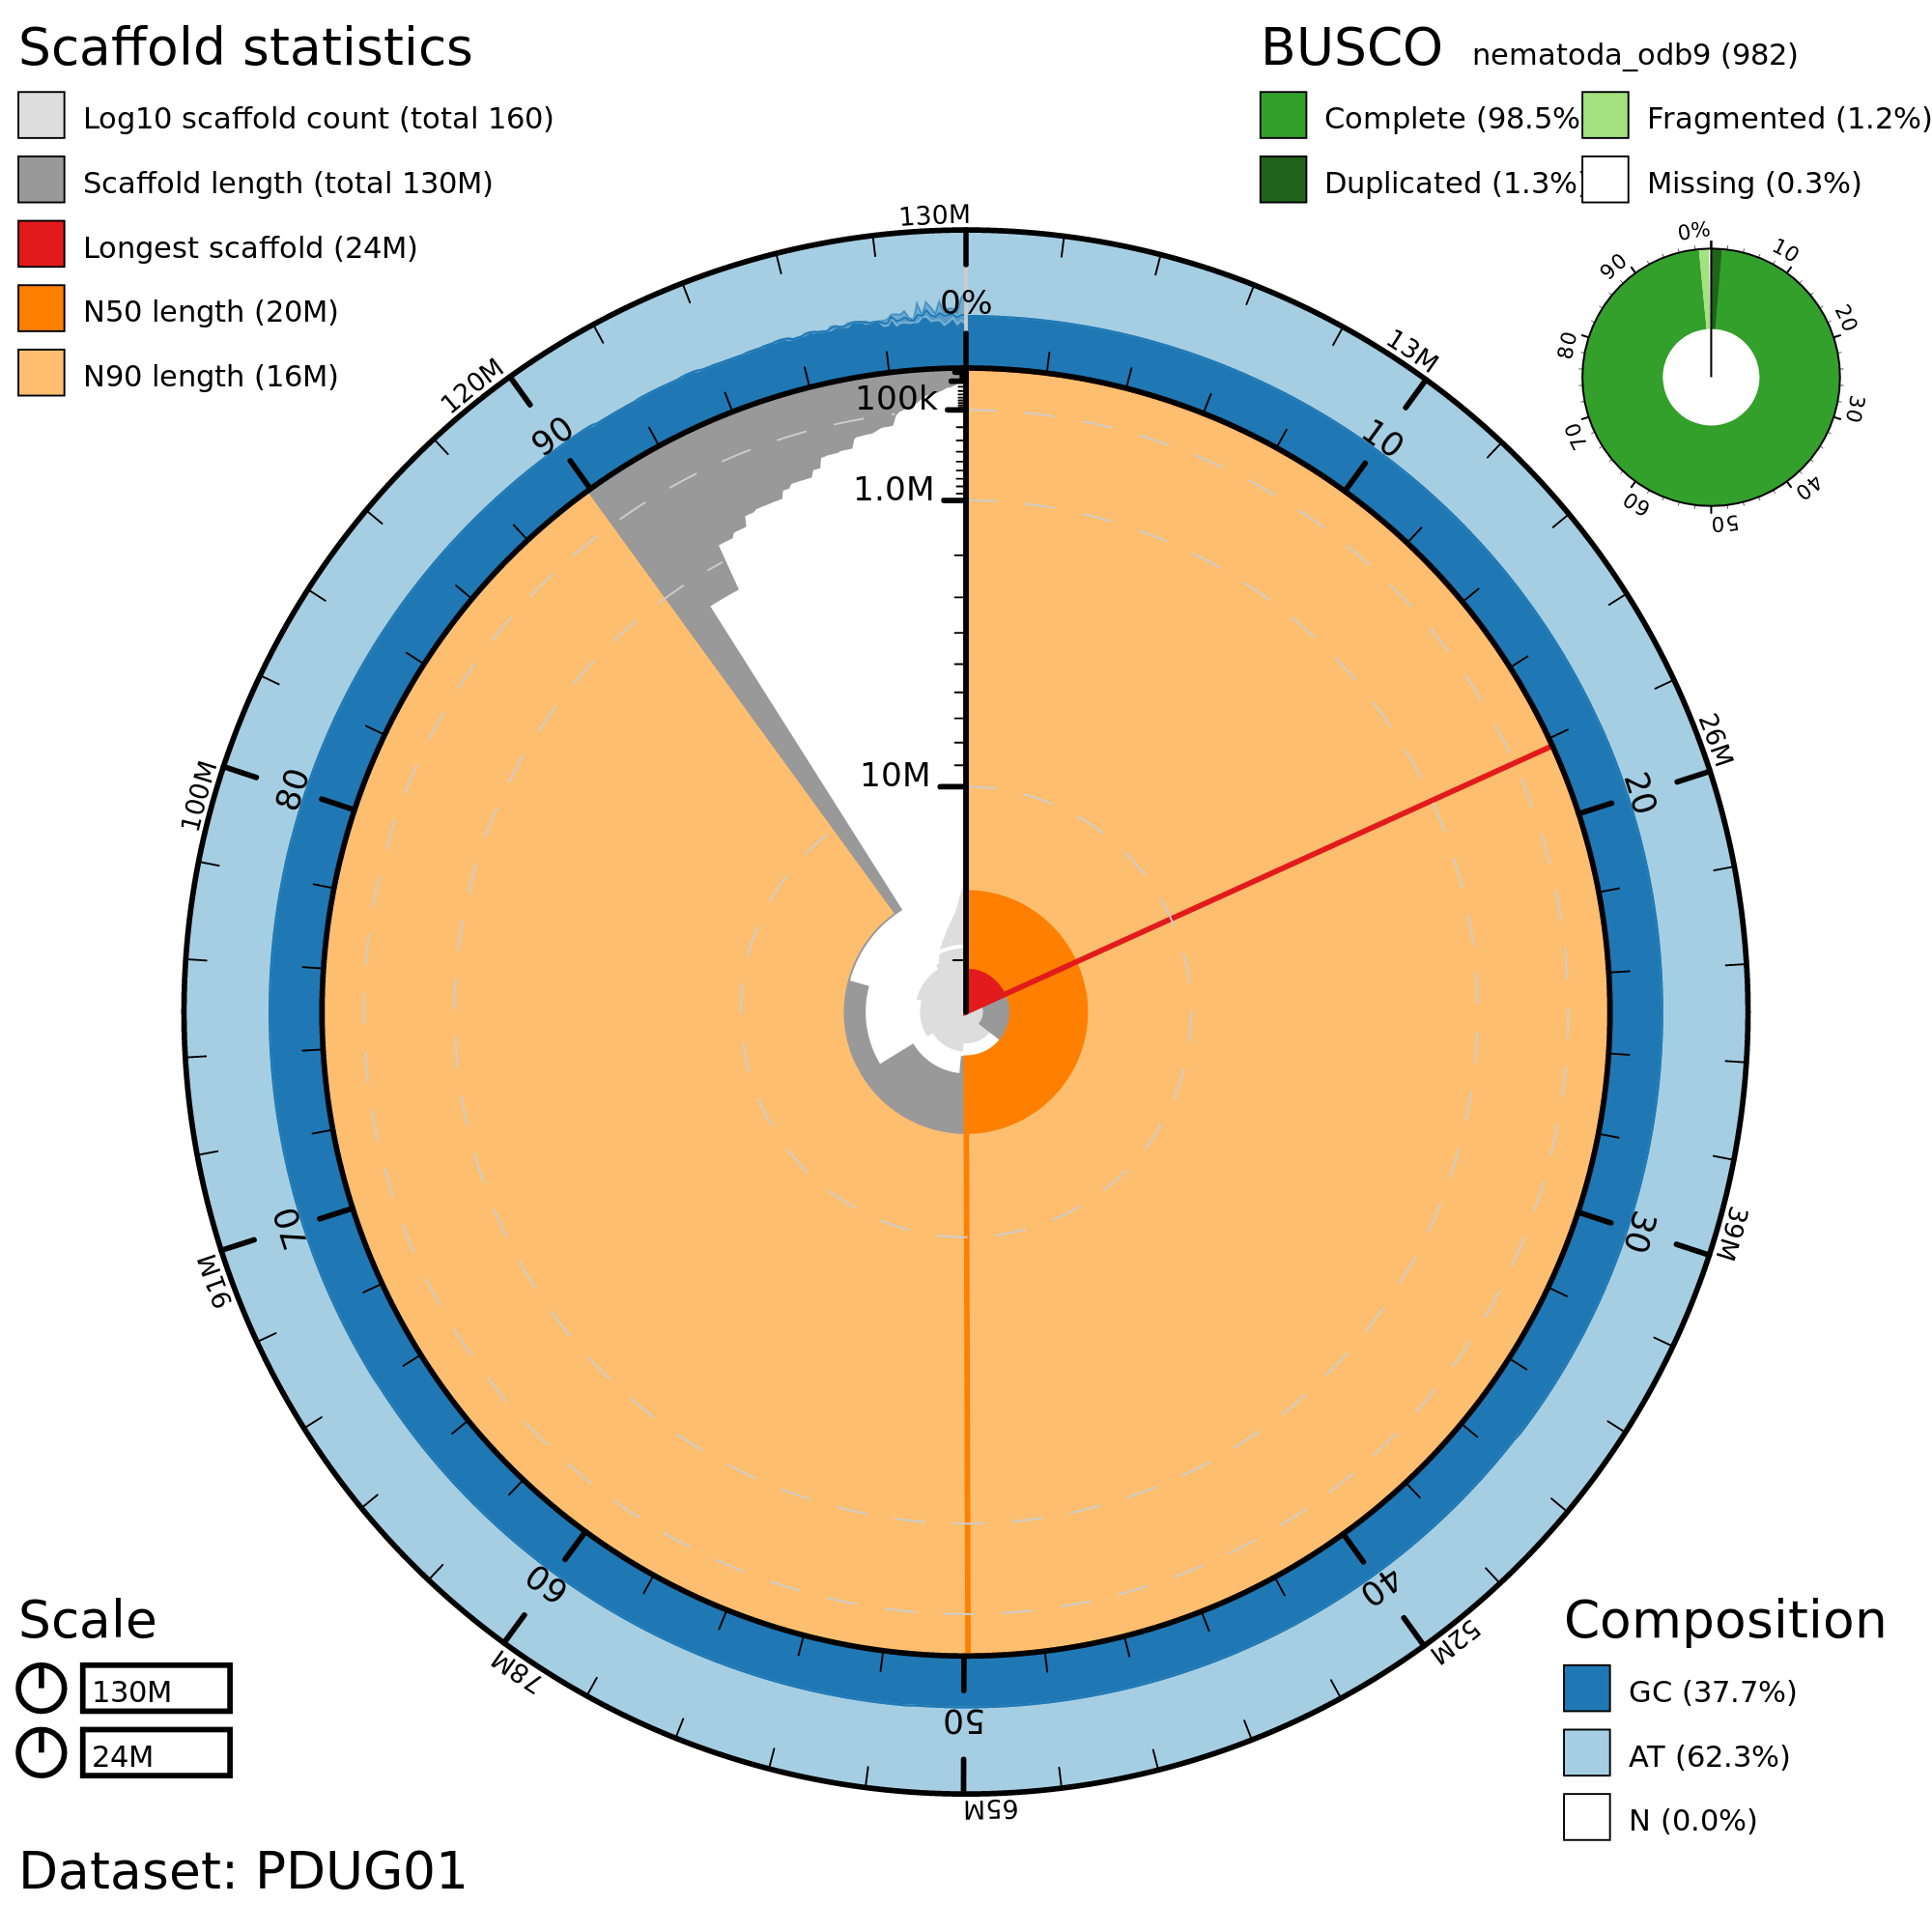 Scaffold statistics
Log10 scaffold count (total 160)
Scaffold length (total 130M)
Longest scaffold (24M)
N50 length (20M)
N90 length (16M)
BUSCO nematoda_odb9 (982)
Complete (98.5% Fragmented (1.2%)
Duplicated (1.3% Missing (0.3%)
0%
10
20
30
40
50
60
70
80
90
130M
13M
26M
39M
52M
65M
78M
91M
100M
120M
0%
10
20
30
40
50
60
70
80
90
100k
1.0M
10M
Scale
130M
24M
Composition
GC (37.7%)
AT (62.3%)
N (0.0%)
Dataset: PDUG01